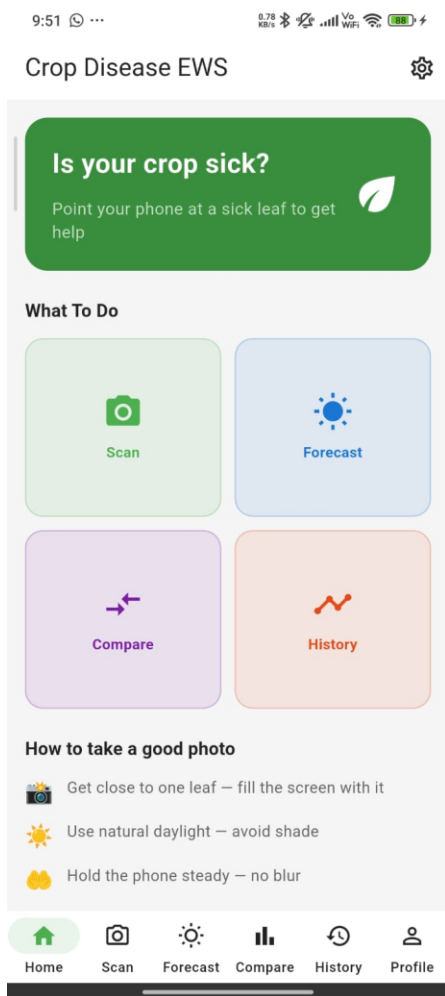 9:51 ...
0.78 KB/s Vo WiFi 88
Crop Disease EWS
Is your crop sick?
Point your phone at a sick leaf to get
help
What To Do
Scan
Forecast
Compare
History
How to take a good photo
Get close to one leaf — fill the screen with it
Use natural daylight — avoid shade
Hold the phone steady — no blur
Home Scan Forecast Compare History Profile